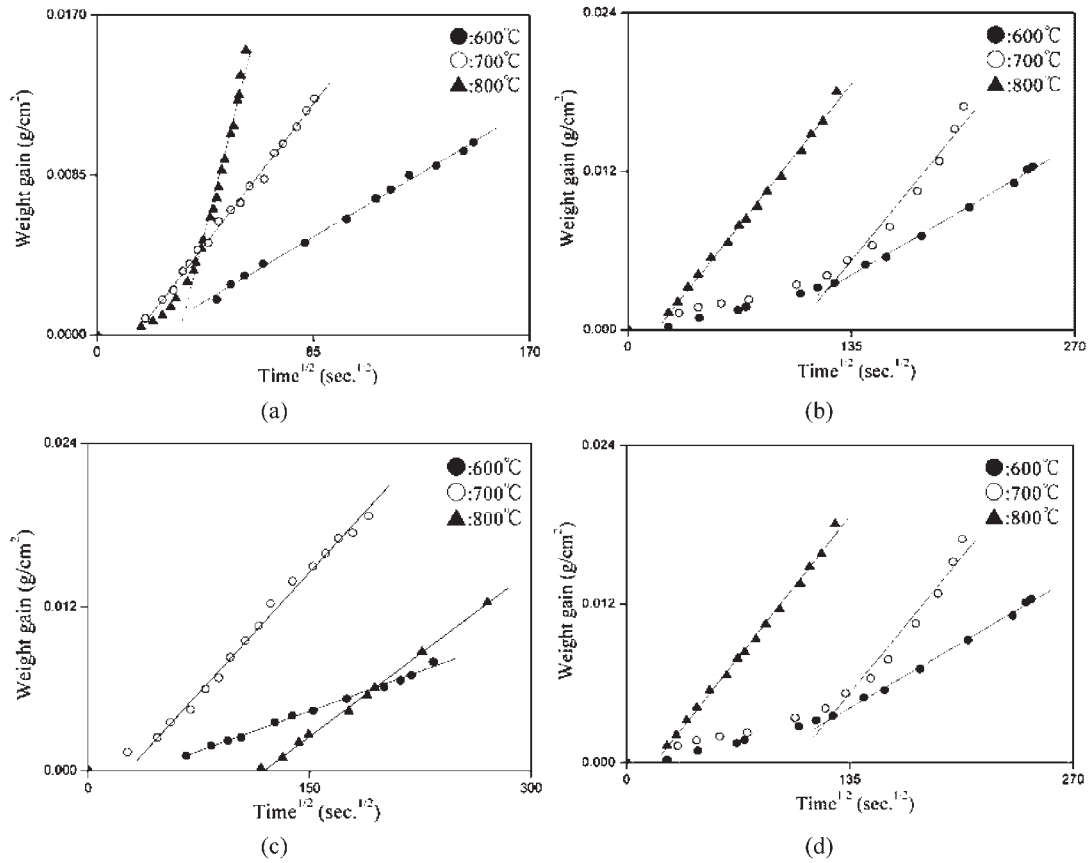 0.0170
●:600℃
○:700℃
▲:800℃
Weight gain (g/cm²)
0.0085
0.0000
0 85 170
Time^1/2 (sec.^1/2)
(a)
0.024
●:600℃
○:700℃
▲:800℃
Weight gain (g/cm²)
0.012
0.000
0 135 270
Time^1/2 (sec.^1/2)
(b)
0.024
●:600℃
○:700℃
▲:800℃
Weight gain (g/cm²)
0.012
0.000
0 150 300
Time^1/2 (sec.^1/2)
(c)
0.024
●:600℃
○:700℃
▲:800℃
Weight gain (g/cm²)
0.012
0.000
0 135 270
Time^1/2 (sec.^1/2)
(d)